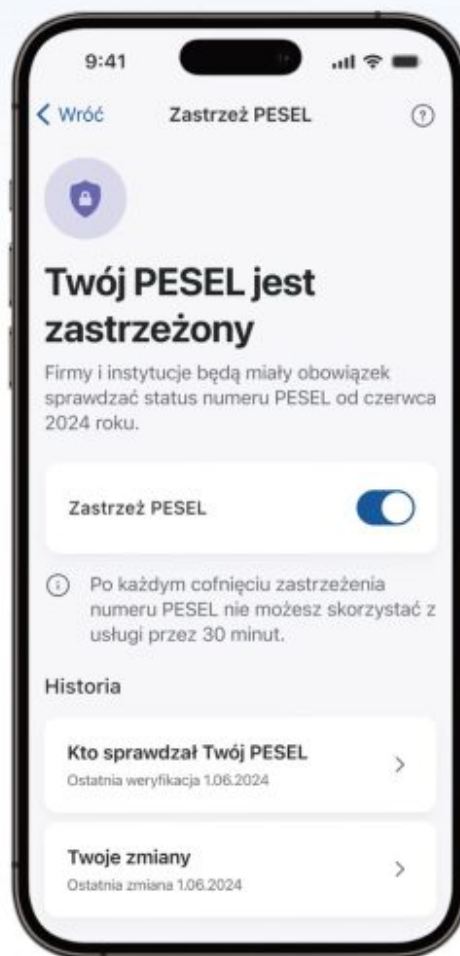 9:41
Wróć
Zastrzeż PESEL
Twój PESEL jest
zastrzeżony
Firmy i instytucje będą miały obowiązek
sprawdzać status numeru PESEL od czerwca
2024 roku.
Zastrzeż PESEL
Po każdym cofnięciu zastrzeżenia
numeru PESEL nie możesz skorzystać z
usługi przez 30 minut.
Historia
Kto sprawdzał Twój PESEL
Ostatnia weryfikacja 1.06.2024
Twoje zmiany
Ostatnia zmiana 1.06.2024